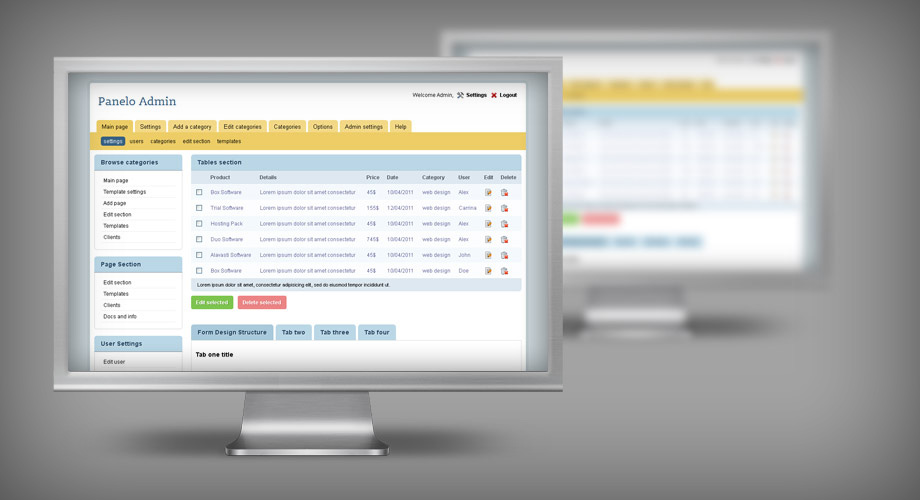 Panelo Admin
Welcome Admin, Settings Logout
Main page Settings Add a category Edit categories Categories Options Admin settings Help
settings users categories edit section templates
Browse categories
Main page
Template settings
Add page
Edit section
Templates
Clients
Page Section
Edit section
Templates
Clients
Docs and info
User Settings
Edit user
Tables section
Product Details Price Date Category User Edit Delete
Box Software Lorem ipsum dolor sit amet consectetur 45$ 10/04/2011 web design Alex
Trial Software Lorem ipsum dolor sit amet consectetur 155$ 12/04/2011 web design Carrina
Hosting Pack Lorem ipsum dolor sit amet consectetur 45$ 10/04/2011 web design Alex
Duo Software Lorem ipsum dolor sit amet consectetur 745$ 10/04/2011 web design Alex
Alavasti Software Lorem ipsum dolor sit amet consectetur 45$ 10/04/2011 web design John
Box Software Lorem ipsum dolor sit amet consectetur 45$ 10/04/2011 web design Doe
Lorem ipsum dolor sit amet, consectetur adipisicing elit, sed do eiusmod tempor incididunt ut.
Edit selected Delete selected
Form Design Structure Tab two Tab three Tab four
Tab one title